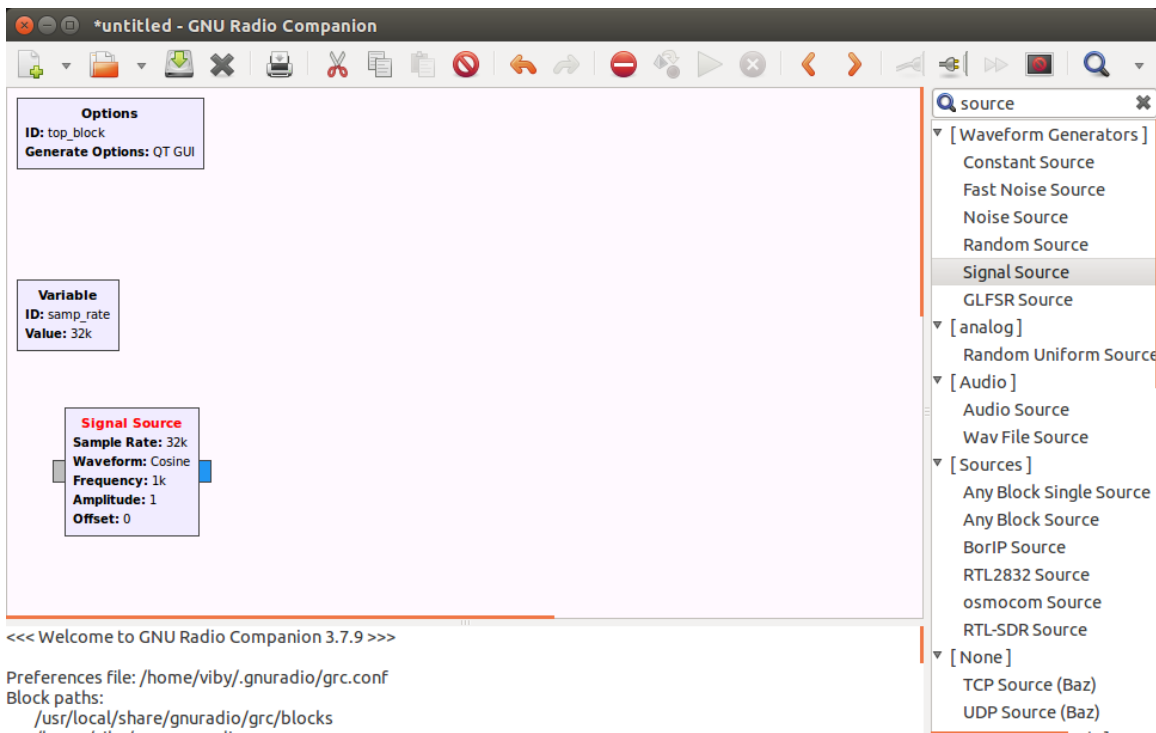 *untitled - GNU Radio Companion
Options
ID: top_block
Generate Options: QT GUI
Variable
ID: samp_rate
Value: 32k
Signal Source
Sample Rate: 32k
Waveform: Cosine
Frequency: 1k
Amplitude: 1
Offset: 0
source
[ Waveform Generators ]
Constant Source
Fast Noise Source
Noise Source
Random Source
Signal Source
GLFSR Source
[ analog ]
Random Uniform Source
[ Audio ]
Audio Source
Wav File Source
[ Sources ]
Any Block Single Source
Any Block Source
BorIP Source
RTL2832 Source
osmocom Source
RTL-SDR Source
[ None ]
TCP Source (Baz)
UDP Source (Baz)
<<< Welcome to GNU Radio Companion 3.7.9 >>>
Preferences file: /home/viby/.gnuradio/grc.conf
Block paths:
/usr/local/share/gnuradio/grc/blocks